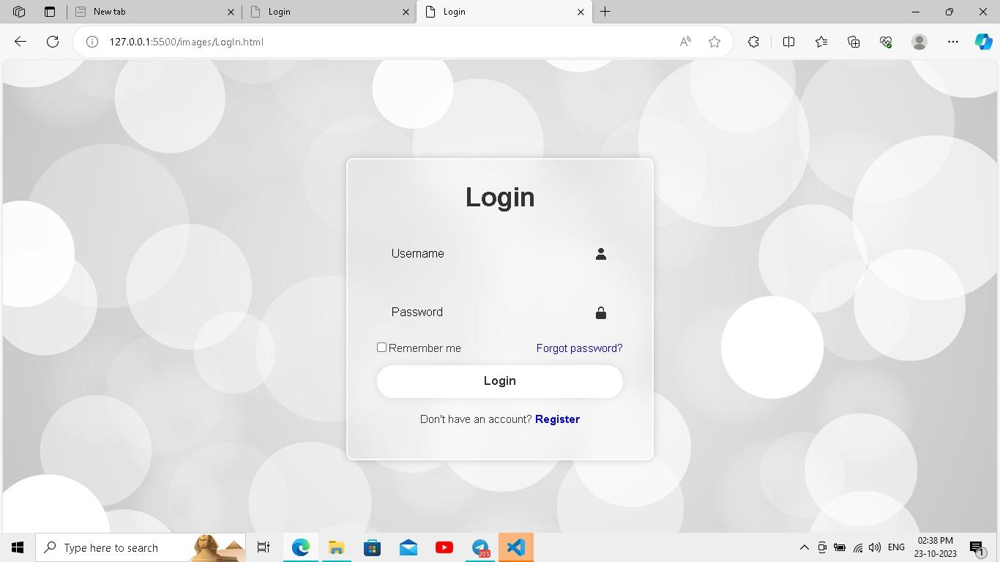 New tab
Login
Login
127.0.0.1:5500/images/LogIn.html
Login
Username
Password
Remember me
Forgot password?
Login
Don't have an account? Register
Type here to search
205
ENG
02:38 PM
23-10-2023
1